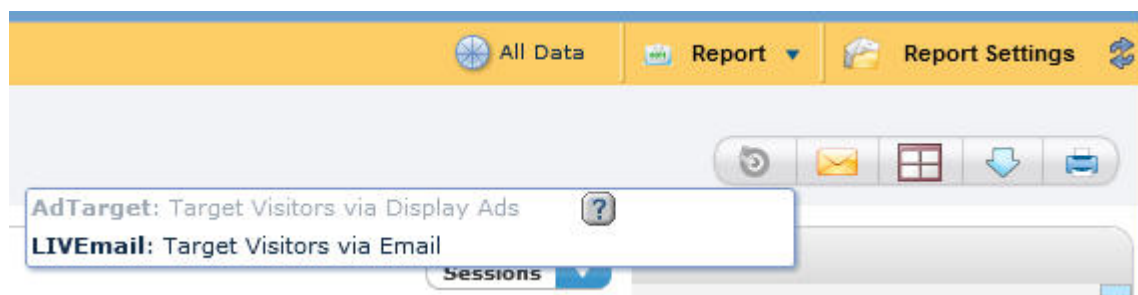 All Data Report Report Settings
AdTarget: Target Visitors via Display Ads ?
LIVEmail: Target Visitors via Email
Sessions